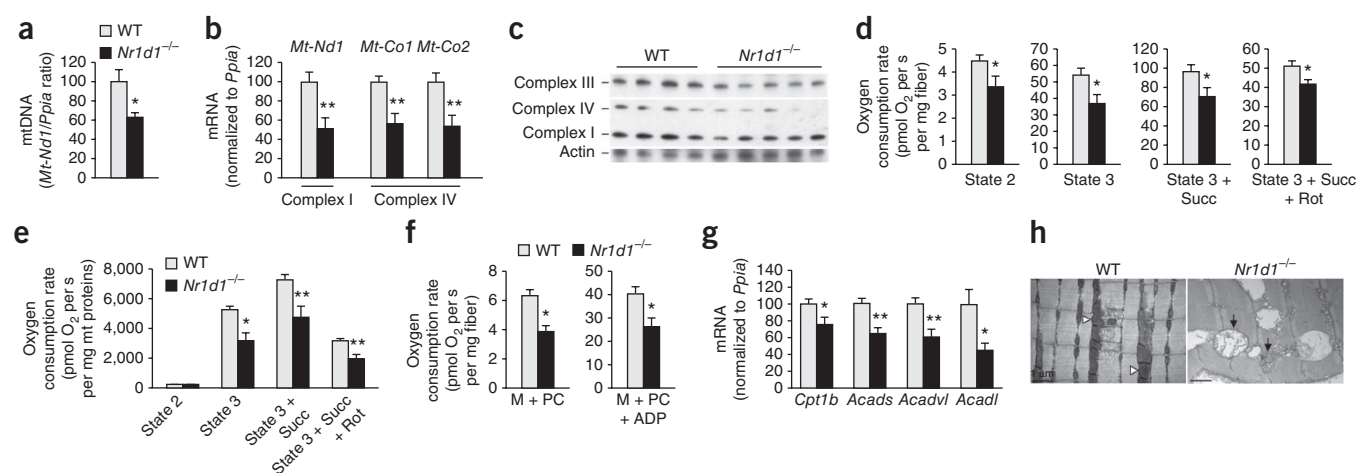 a
WT
Nr1d1–/–
mtDNA
(Mt-Nd1/Ppia ratio)
120
100
80
60
40
20
0
*
b
Mt-Nd1
Mt-Co1
Mt-Co2
mRNA
(normalized to Ppia)
120
100
80
60
40
20
0
**
**
**
Complex I
Complex IV
c
WT
Nr1d1–/–
Complex III
Complex IV
Complex I
Actin
d
Oxygen
consumption rate
(pmol O2 per s
per mg fiber)
5
4
3
2
1
0
*
State 2
70
60
50
40
30
20
10
0
*
State 3
120
100
80
60
40
20
0
*
State 3 +
Succ
60
50
40
30
20
10
0
*
State 3 + Succ
+ Rot
e
WT
Nr1d1–/–
Oxygen
consumption rate
(pmol O2 per s
per mg mt proteins)
8,000
6,000
4,000
2,000
0
*
**
**
State 2
State 3
State 3 +
Succ
State 3 + Succ
+ Rot
f
WT
Nr1d1–/–
Oxygen
consumption rate
(pmol O2 per s
per mg fiber)
8
6
4
2
0
*
M + PC
50
40
30
20
10
0
*
M + PC
+ ADP
g
mRNA
(normalized to Ppia)
140
120
100
80
60
40
20
0
*
**
**
*
Cpt1b
Acads
Acadvl
Acadl
h
WT
Nr1d1–/–
1 µm